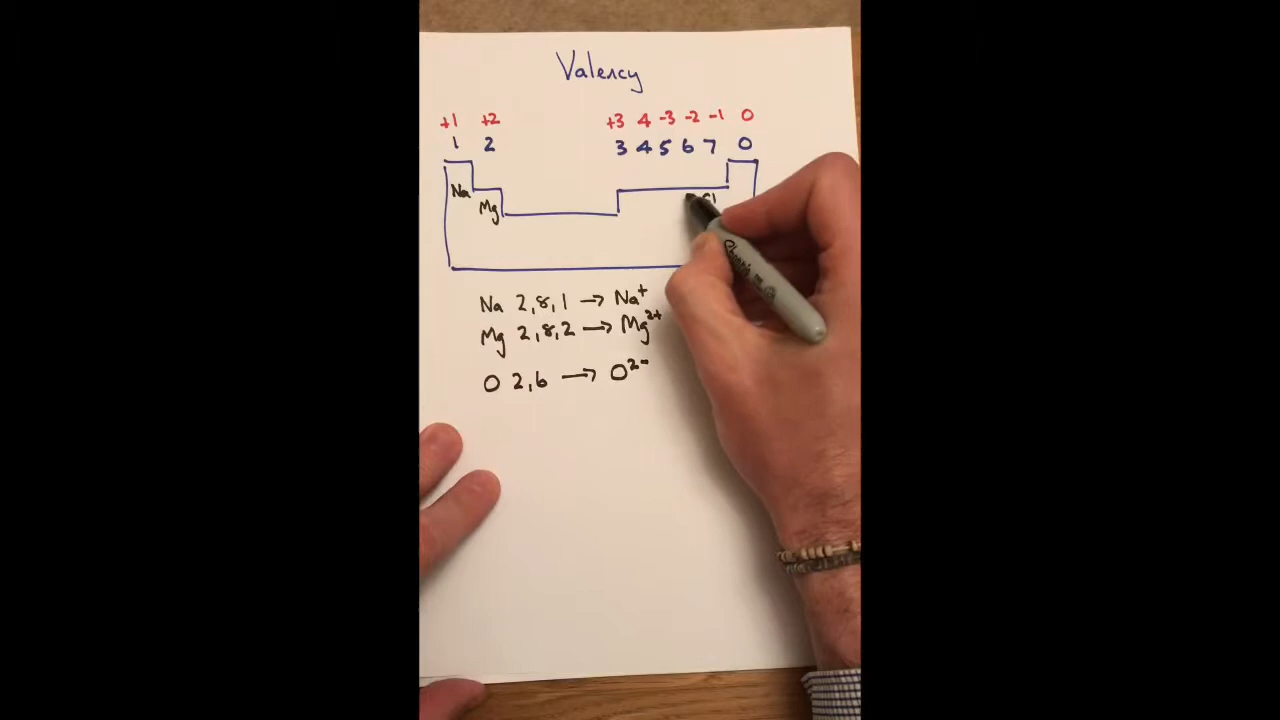 Valency
+1 +2 +3 4 -3 -2 -1 0
1 2 3 4 5 6 7 0
Na
Mg
Na 2,8,1 → Na⁺
Mg 2,8,2 → Mg²⁺
O 2,6 → O²⁻